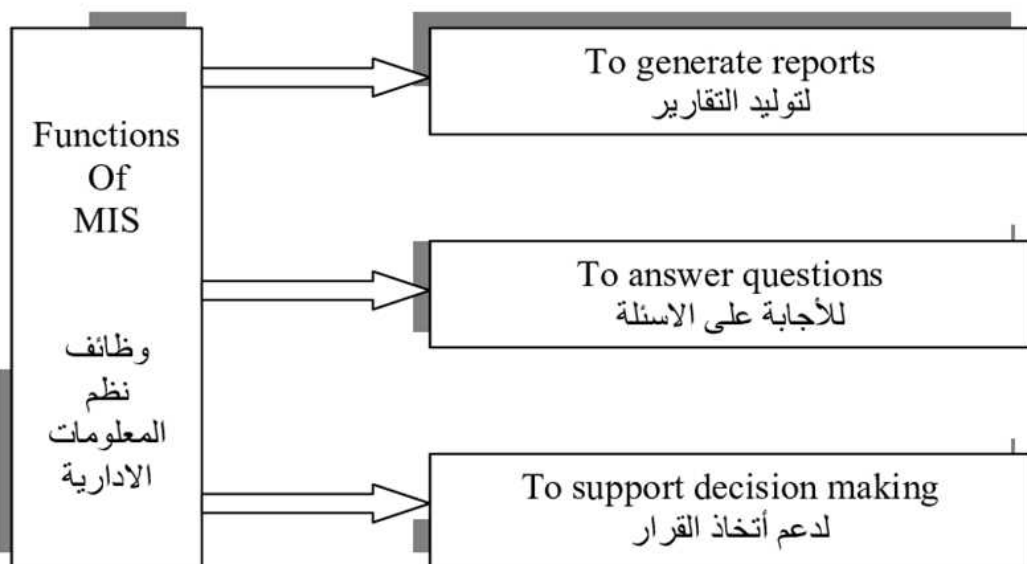 Functions
Of
MIS
وظائف
نظم
المعلومات
الادارية
To generate reports
لتوليد التقارير
To answer questions
للأجابة على الاسئلة
To support decision making
لدعم أتخاذ القرار